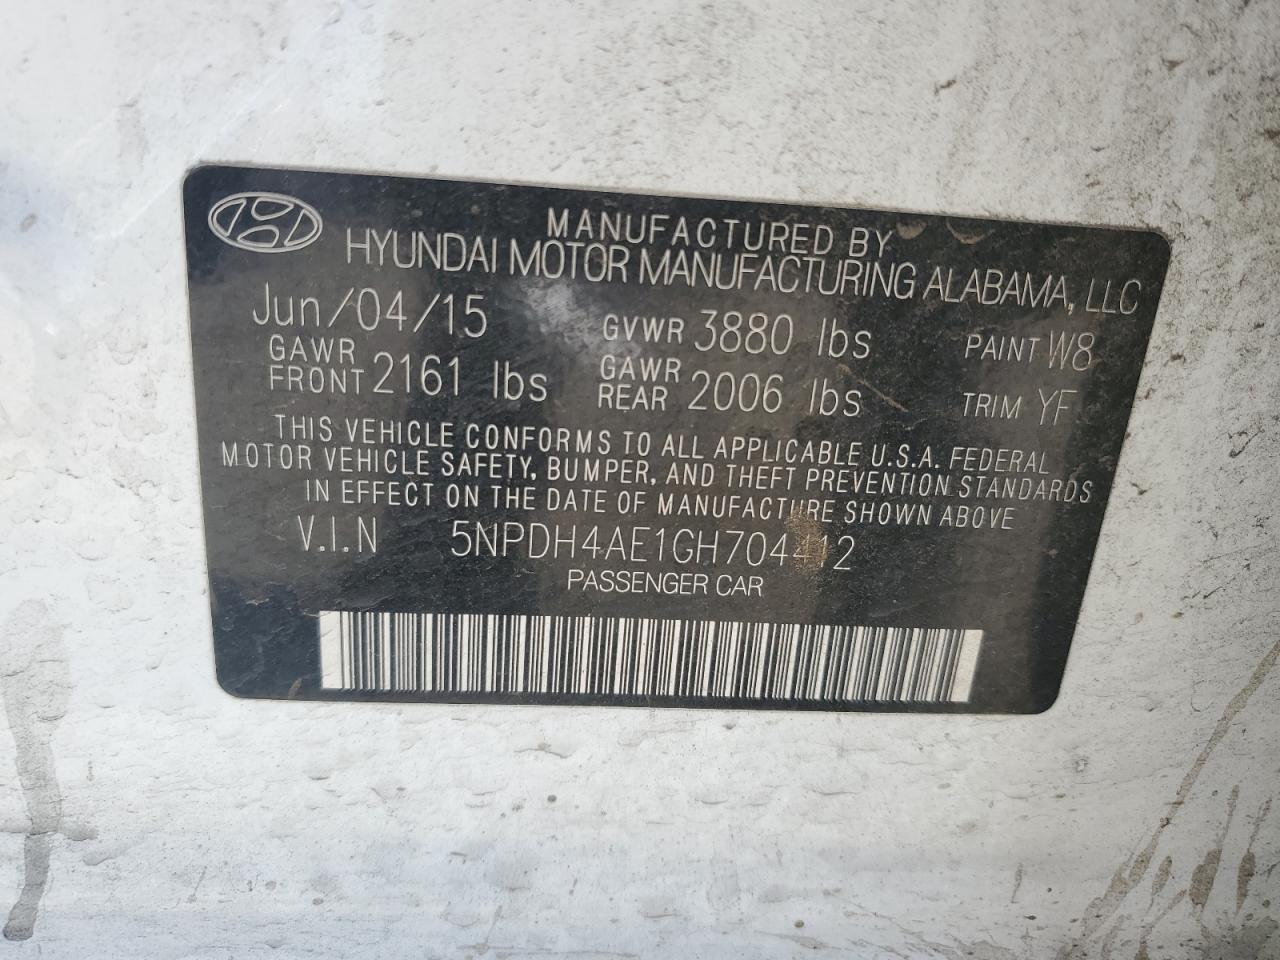 MANUFACTURED BY
HYUNDAI MOTOR MANUFACTURING ALABAMA, LLC
Jun/04/15 GVWR 3880 lbs PAINT W8
GAWR FRONT 2161 lbs GAWR REAR 2006 lbs TRIM YF
THIS VEHICLE CONFORMS TO ALL APPLICABLE U.S.A. FEDERAL
MOTOR VEHICLE SAFETY, BUMPER, AND THEFT PREVENTION STANDARDS
IN EFFECT ON THE DATE OF MANUFACTURE SHOWN ABOVE
V.I.N 5NPDH4AE1GH704412
PASSENGER CAR